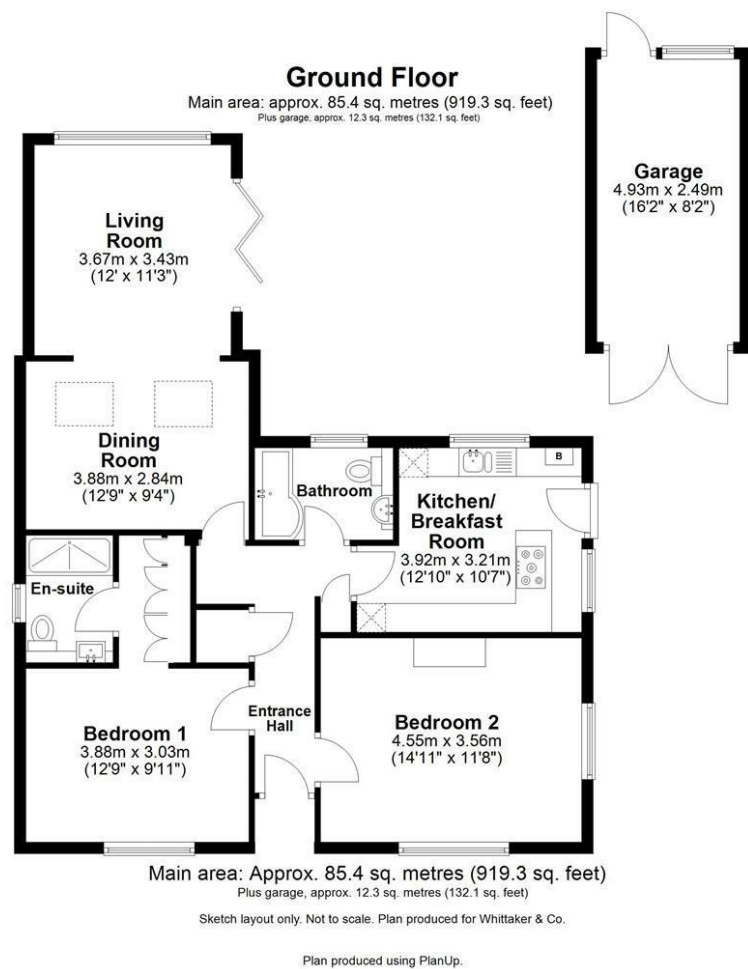 Ground Floor
Main area: approx. 85.4 sq. metres (919.3 sq. feet)
Plus garage, approx. 12.3 sq. metres (132.1 sq. feet)
Garage
4.93m x 2.49m
(16'2" x 8'2")
Living
Room
3.67m x 3.43m
(12' x 11'3")
Dining
Room
3.88m x 2.84m
(12'9" x 9'4")
Bathroom
B
Kitchen/
Breakfast
Room
3.92m x 3.21m
(12'10" x 10'7")
En-suite
Entrance
Hall
Bedroom 1
3.88m x 3.03m
(12'9" x 9'11")
Bedroom 2
4.55m x 3.56m
(14'11" x 11'8")
Main area: Approx. 85.4 sq. metres (919.3 sq. feet)
Plus garage, approx. 12.3 sq. metres (132.1 sq. feet)
Sketch layout only. Not to scale. Plan produced for Whittaker & Co.
Plan produced using PlanUp.